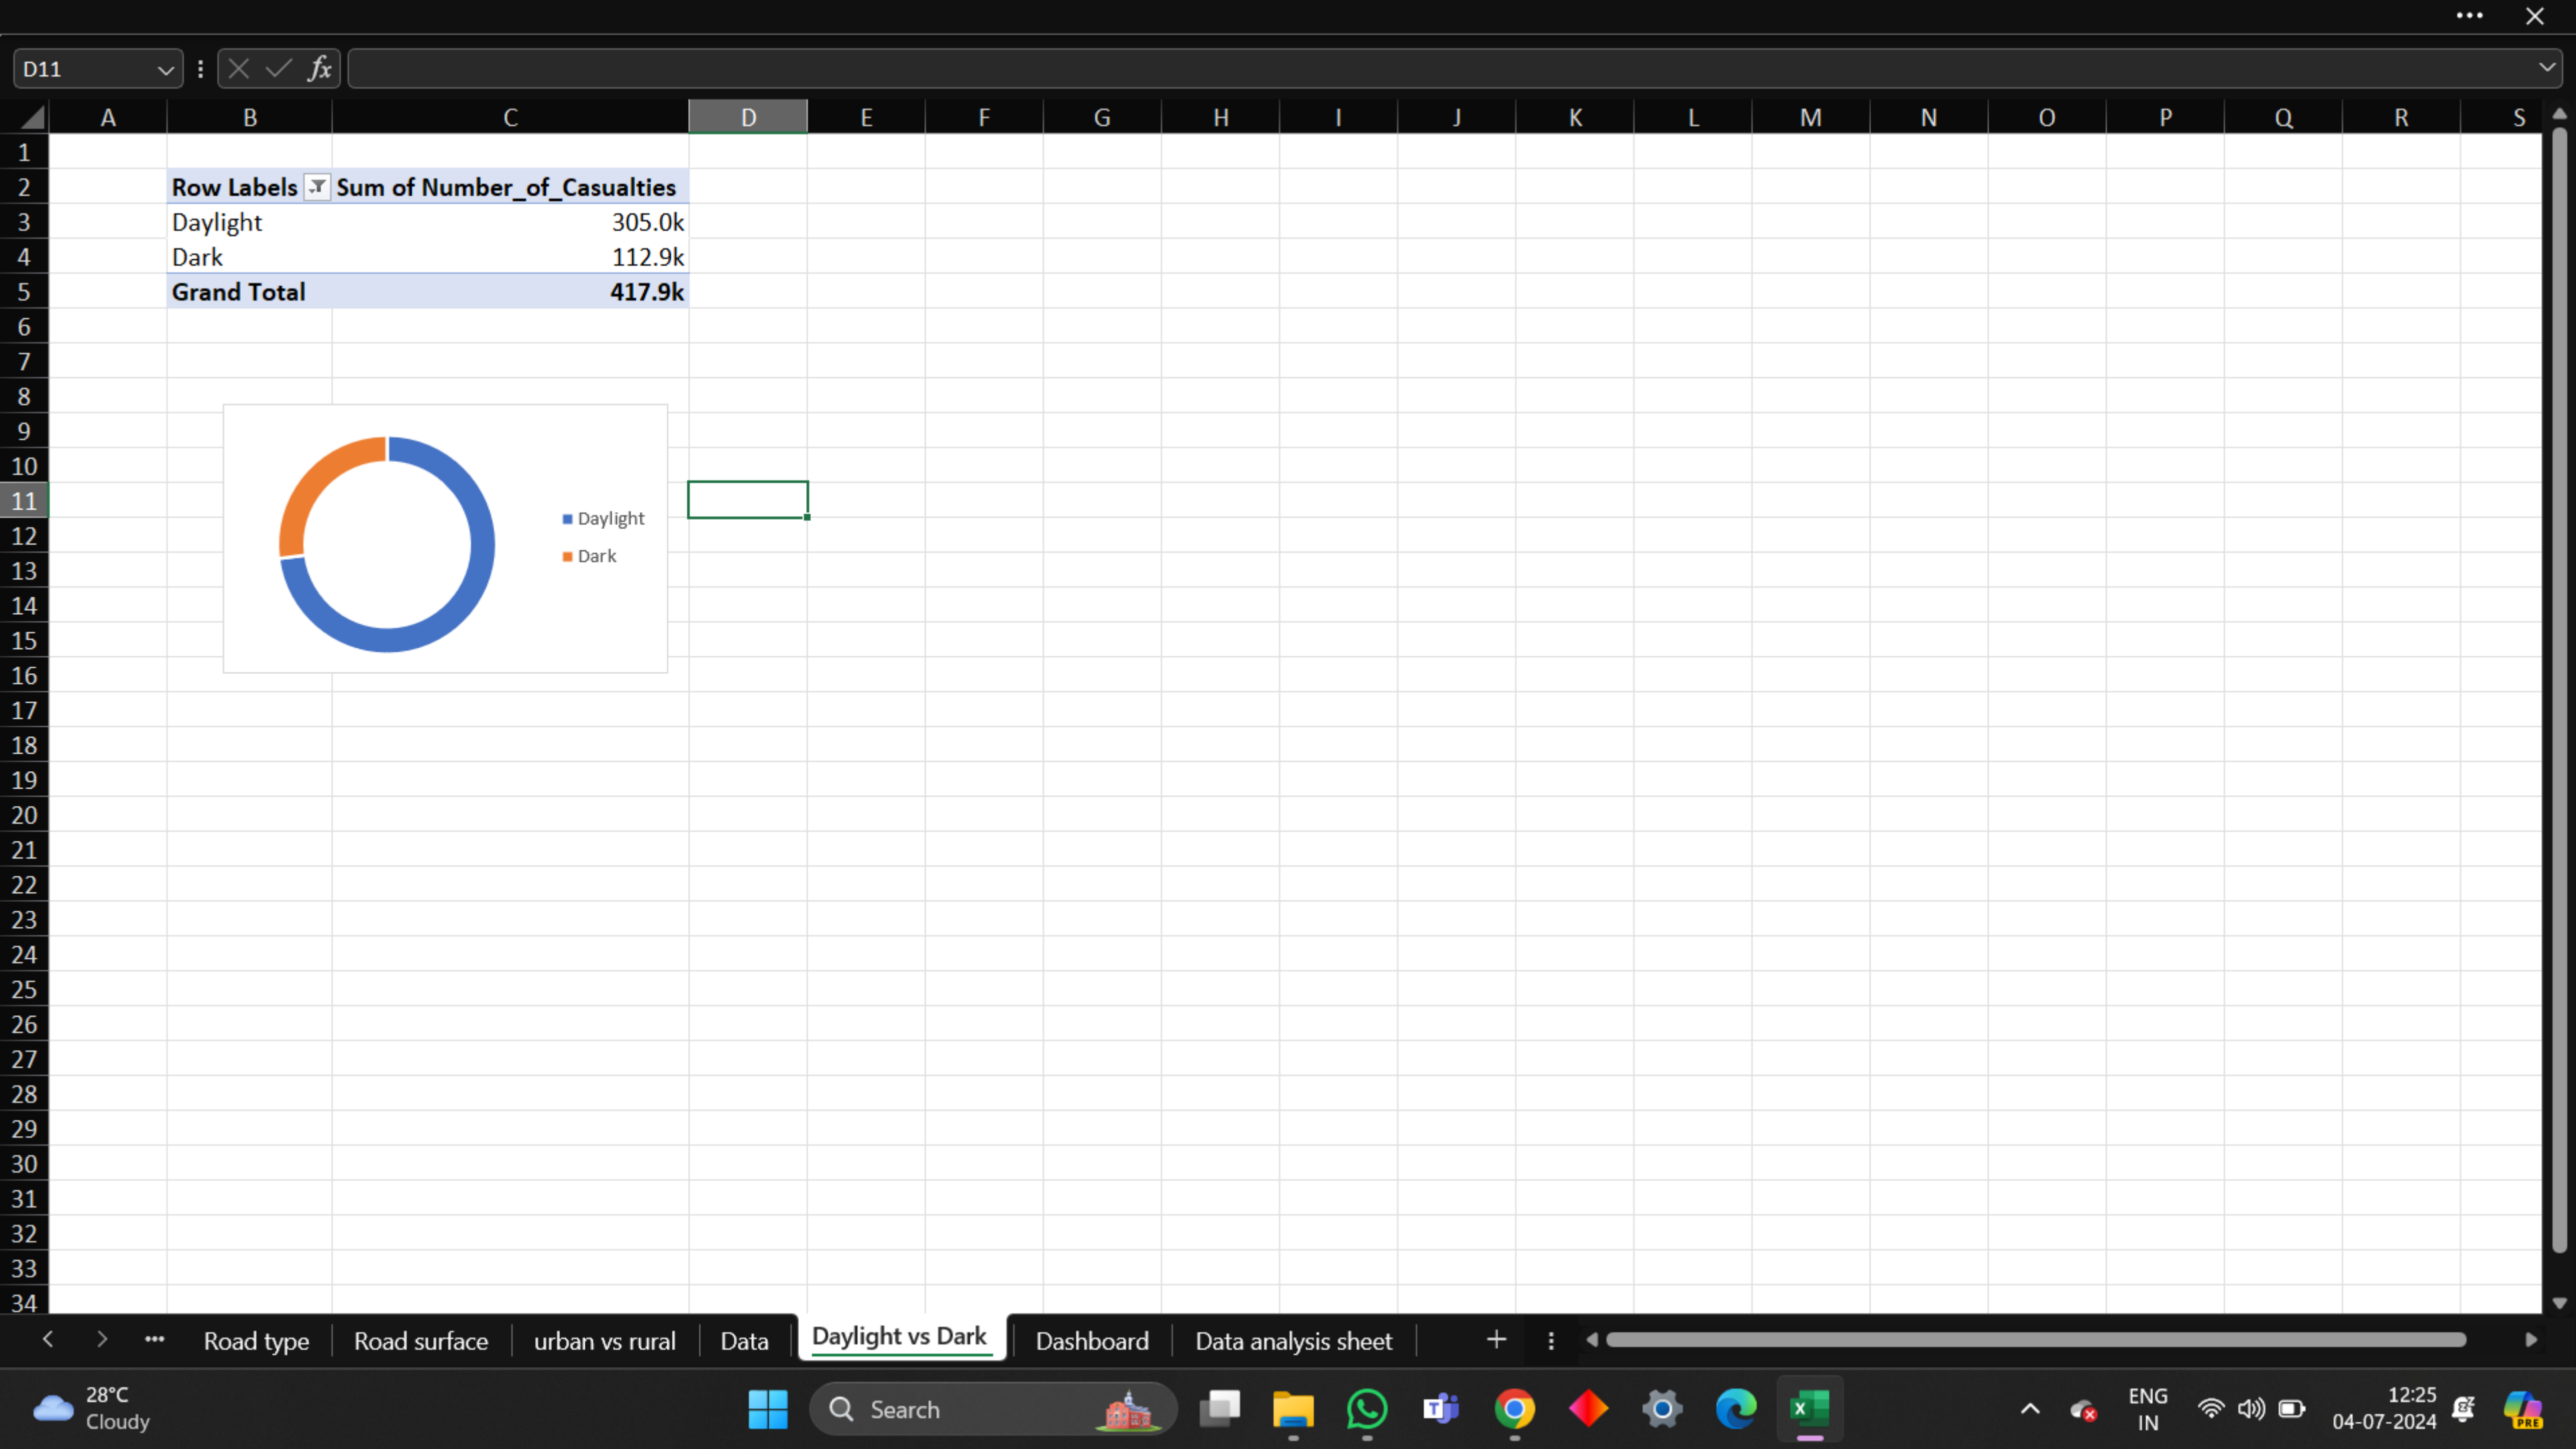 D11
fx
A B C D E F G H I J K L M N O P Q R S
1
2 Row Labels Sum of Number_of_Casualties
3 Daylight 305.0k
4 Dark 112.9k
5 Grand Total 417.9k
6
7
8
9
10
11
12
13
14
15
16
17
18
19
20
21
22
23
24
25
26
27
28
29
30
31
32
33
34
Daylight
Dark
Road type Road surface urban vs rural Data Daylight vs Dark Dashboard Data analysis sheet
28°C
Cloudy
Search
ENG
IN
12:25
04-07-2024
PRE